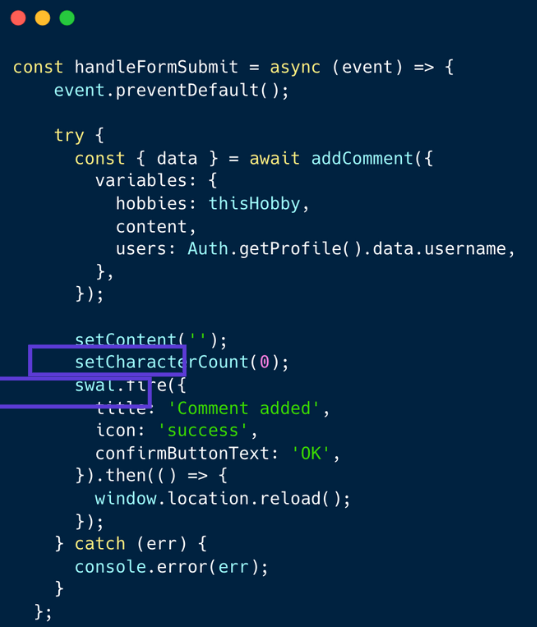 const handleFormSubmit = async (event) => {
event.preventDefault();
try {
const { data } = await addComment({
variables: {
hobbies: thisHobby,
content,
users: Auth.getProfile().data.username,
},
});
setContent('');
setCharacterCount(0);
swal.fire({
title: 'Comment added',
icon: 'success',
confirmButtonText: 'OK',
}).then(() => {
window.location.reload();
});
} catch (err) {
console.error(err);
}
};